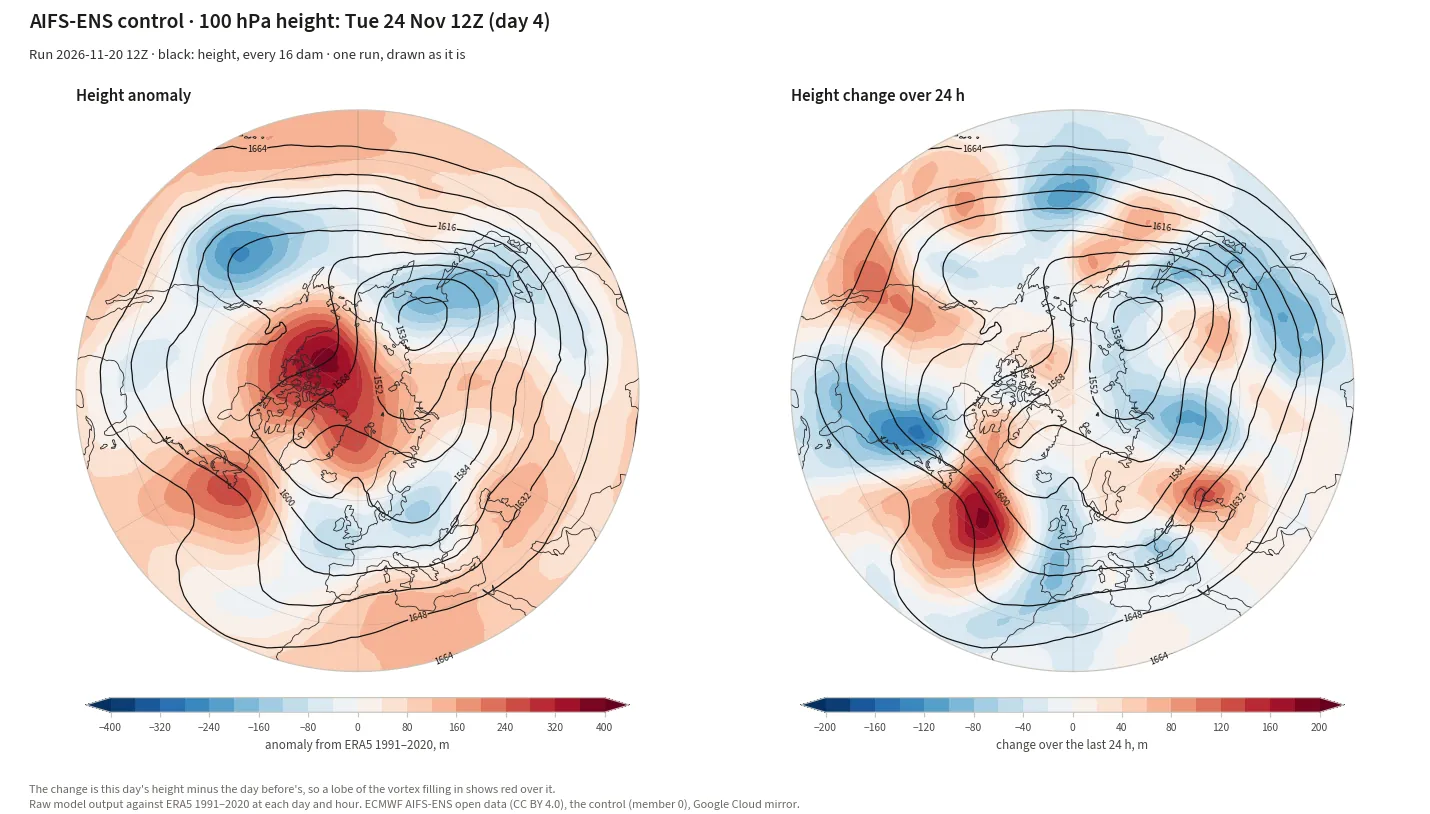 AIFS-ENS control · 100 hPa height: Tue 24 Nov 12Z (day 4)
Run 2026-11-20 12Z · black: height, every 16 dam · one run, drawn as it is
Height anomaly
Height change over 24 h
1664
1616
1536
1552
1568
1584
1600
1632
1648
1664
1664
1616
1536
1552
1568
1584
1600
1632
1648
1664
−400 −320 −240 −160 −80 0 80 160 240 320 400
anomaly from ERA5 1991–2020, m
−200 −160 −120 −80 −40 0 40 80 120 160 200
change over the last 24 h, m
The change is this day's height minus the day before's, so a lobe of the vortex filling in shows red over it.
Raw model output against ERA5 1991–2020 at each day and hour. ECMWF AIFS-ENS open data (CC BY 4.0), the control (member 0), Google Cloud mirror.